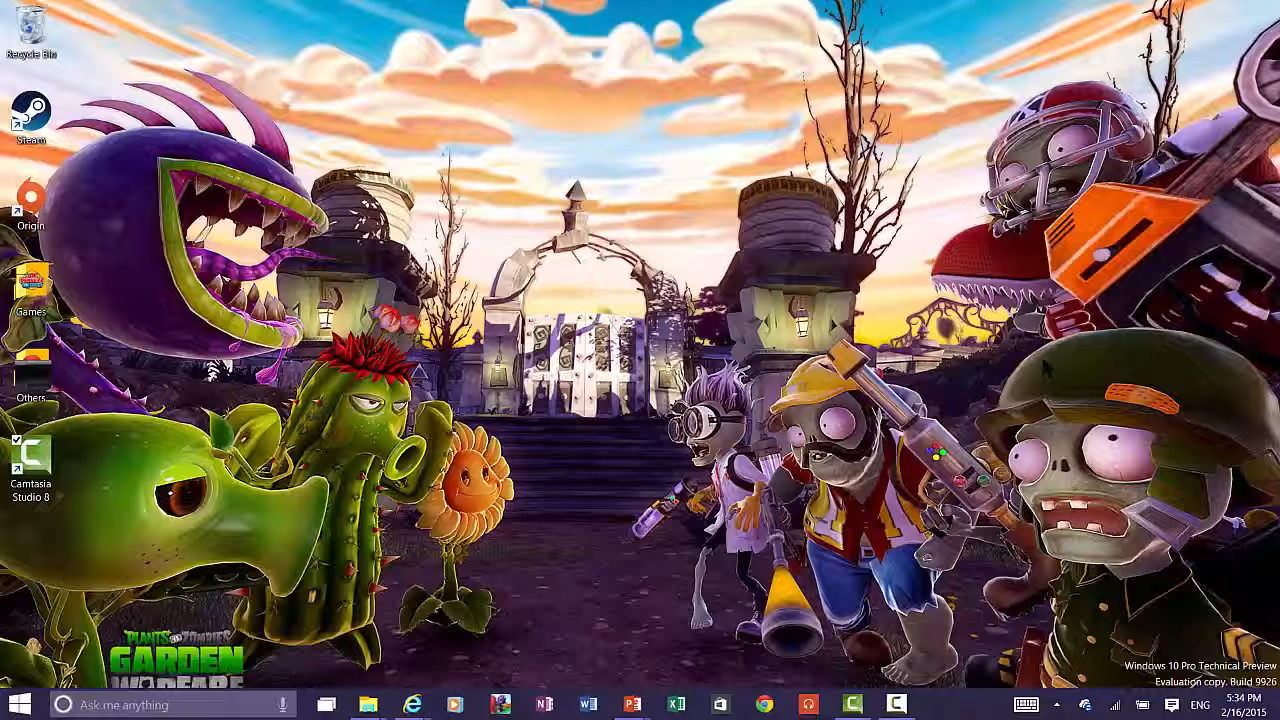 Recycle Bin
Steam
Origin
Games
Others
Camtasia
Studio 8
PLANTS VS ZOMBIES
GARDEN
WARFARE
Windows 10 Pro Technical Preview
Evaluation copy. Build 9926
Ask me anything
ENG
5:34 PM
2/16/2015